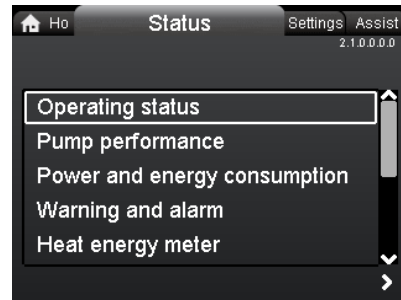 Ho Status Settings Assist
2.1.0.0.0.0
Operating status
Pump performance
Power and energy consumption
Warning and alarm
Heat energy meter